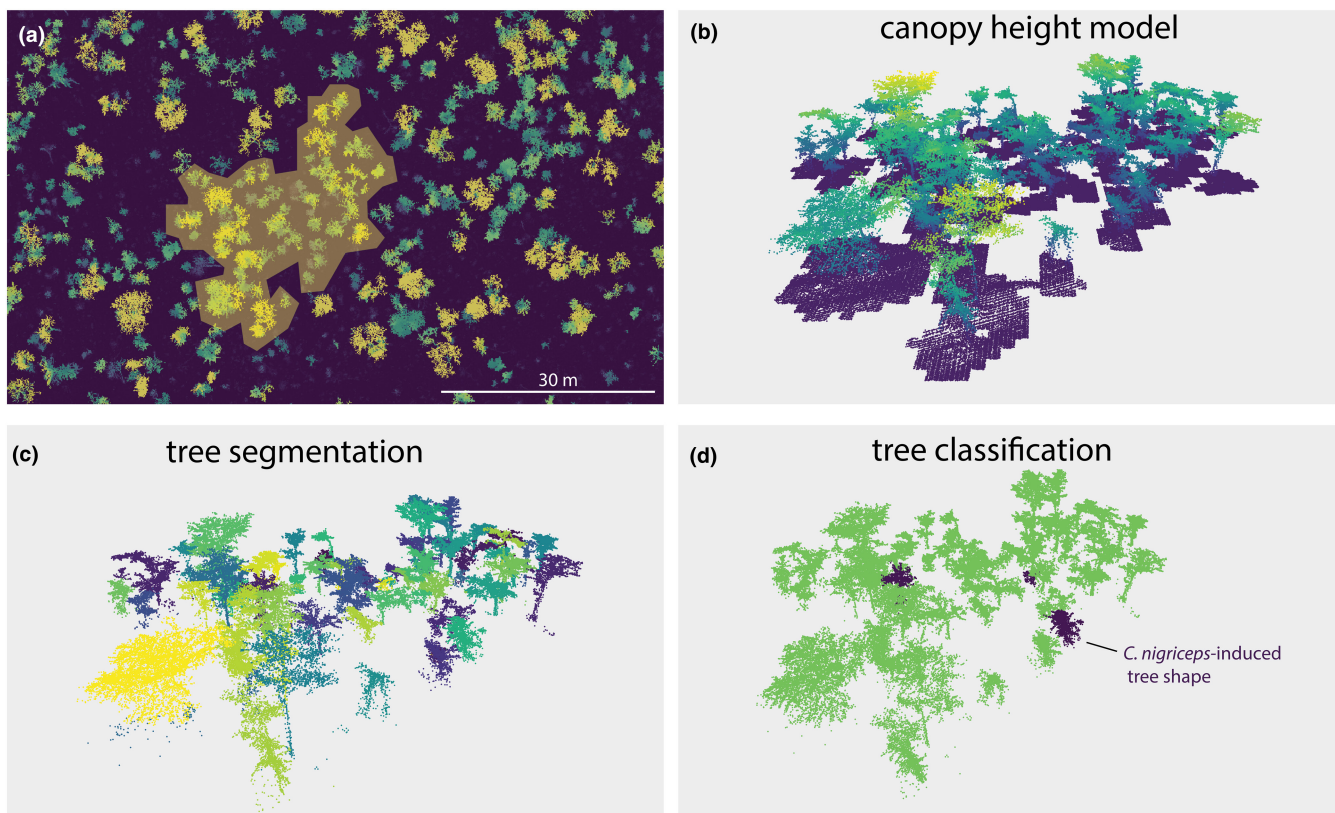 (a)
30 m
(b)
canopy height model
(c)
tree segmentation
(d)
tree classification
C. nigriceps-induced
tree shape